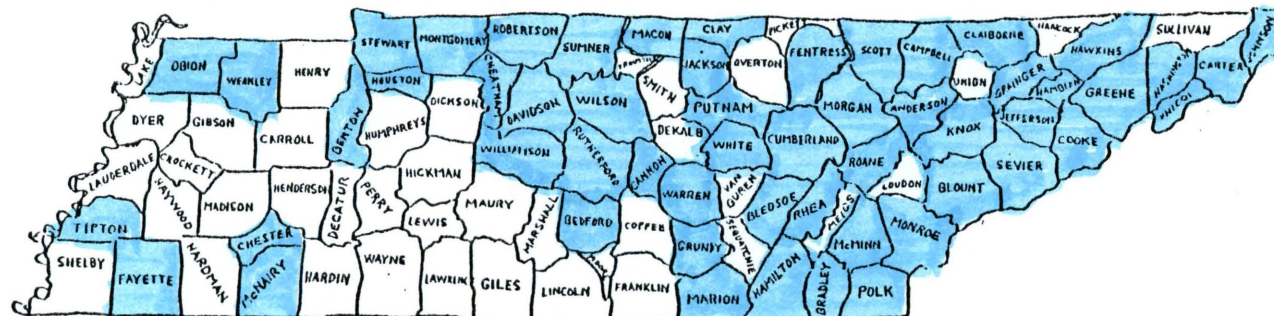 LAKE
OBION
WEAKLEY
HENRY
STEWART
MONTGOMERY
ROBERTSON
SUMNER
MACON
CLAY
PICKETT
FENTRESS
SCOTT
CAMPBELL
CLAIBORNE
HANCOCK
HAWKINS
SULLIVAN
JOHNSON
CARTER
WASHINGTON
UNICOI
GREENE
HAMBLEN
GRAINGER
UNION
JEFFERSON
COOKE
SEVIER
KNOX
ANDERSON
MORGAN
OVERTON
JACKSON
SMITH
WILSON
DAVIDSON
CHEATHAM
HOUSTON
DICKSON
HUMPHREYS
BENTON
CARROLL
GIBSON
DYER
LAUDERDALE
CROCKETT
HAYWOOD
MADISON
HENDERSON
DECATUR
PERRY
HICKMAN
LEWIS
MAURY
WILLIAMSON
RUTHERFORD
CANNON
DEKALB
PUTNAM
WHITE
CUMBERLAND
ROANE
LOUDON
BLOUNT
MONROE
McMINN
MEIGS
RHEA
BLEDSOE
VAN
BUREN
WARREN
COFFEE
BEDFORD
MARSHALL
TIPTON
SHELBY
FAYETTE
HARDMAN
CHESTER
McNAIRY
HARDIN
WAYNE
LAWRENC
GILES
LINCOLN
MOORE
FRANKLIN
GRUNDY
SEQUATCHIE
MARION
HAMILTON
BRADLEY
POLK